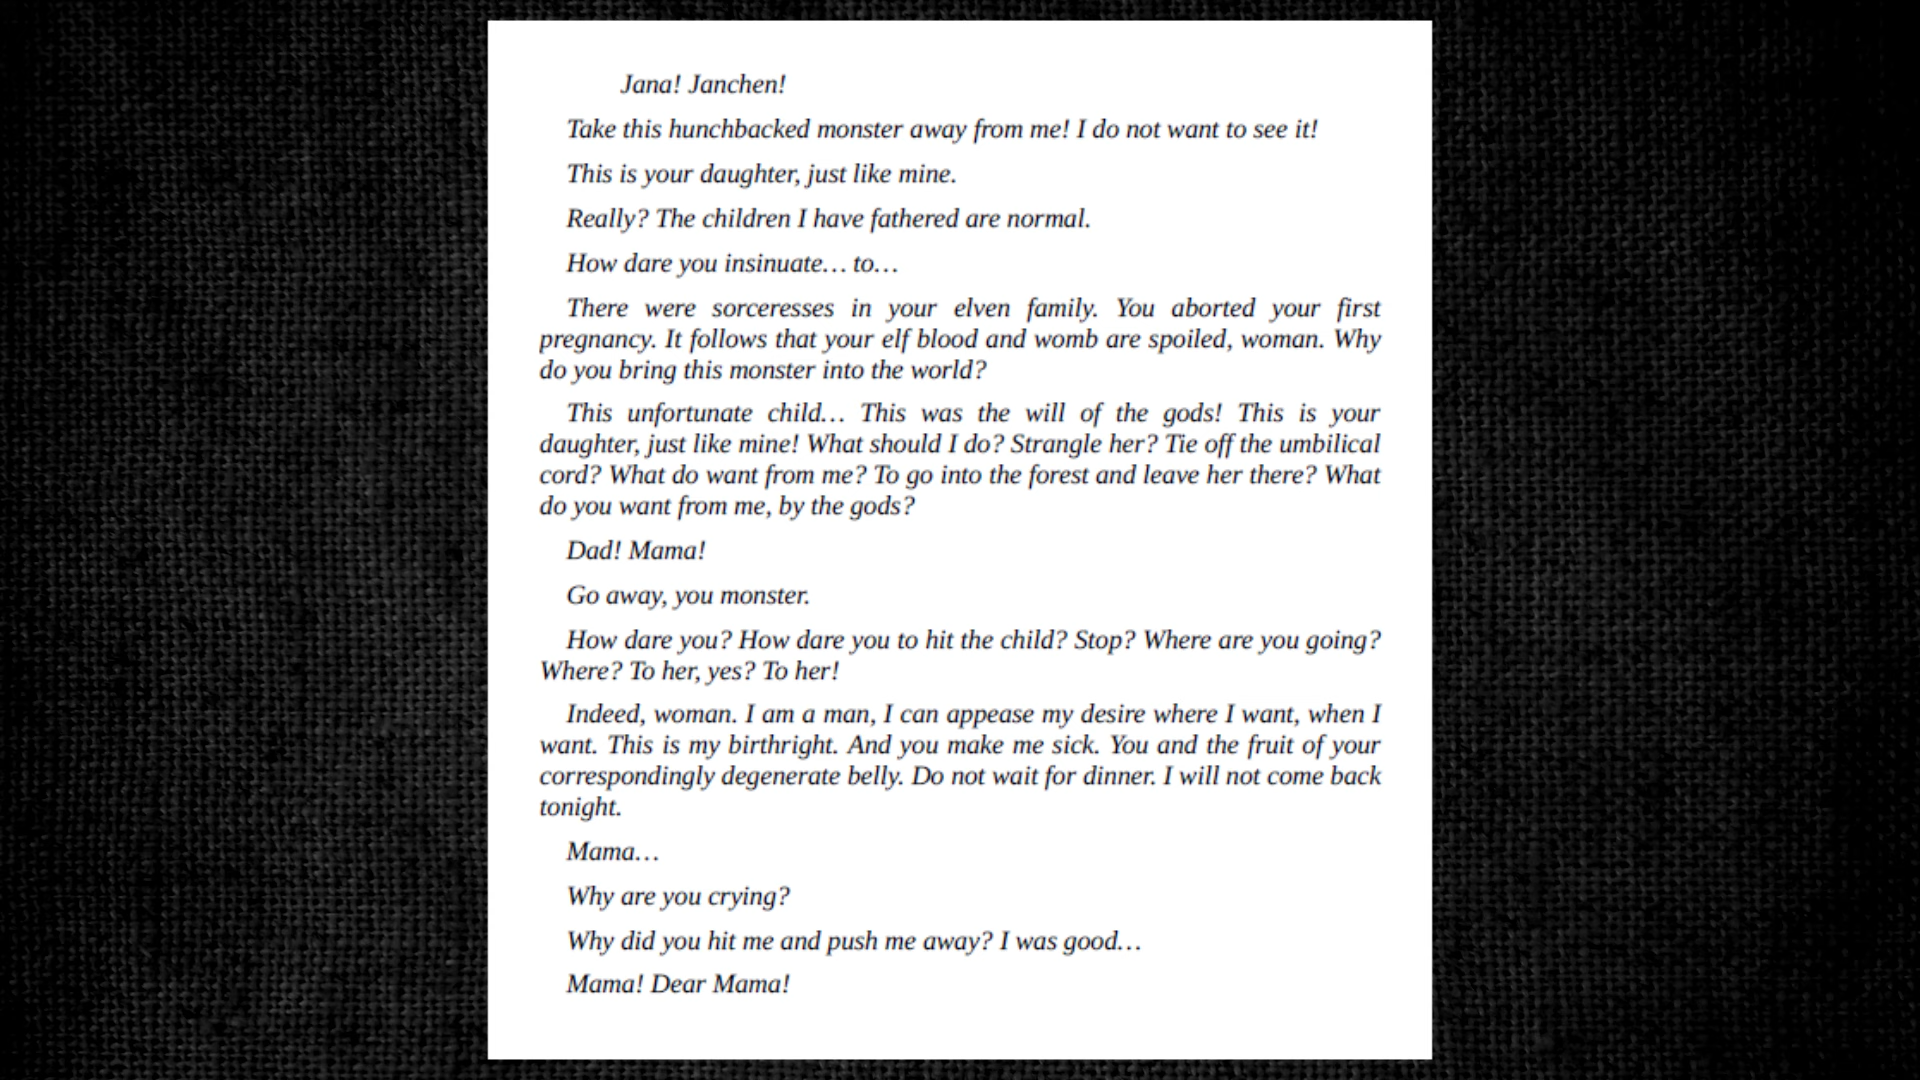 Jana! Janchen!
Take this hunchbacked monster away from me! I do not want to see it!
This is your daughter, just like mine.
Really? The children I have fathered are normal.
How dare you insinuate… to…
There were sorceresses in your elven family. You aborted your first
pregnancy. It follows that your elf blood and womb are spoiled, woman. Why
do you bring this monster into the world?
This unfortunate child… This was the will of the gods! This is your
daughter, just like mine! What should I do? Strangle her? Tie off the umbilical
cord? What do want from me? To go into the forest and leave her there? What
do you want from me, by the gods?
Dad! Mama!
Go away, you monster.
How dare you? How dare you to hit the child? Stop? Where are you going?
Where? To her, yes? To her!
Indeed, woman. I am a man, I can appease my desire where I want, when I
want. This is my birthright. And you make me sick. You and the fruit of your
correspondingly degenerate belly. Do not wait for dinner. I will not come back
tonight.
Mama…
Why are you crying?
Why did you hit me and push me away? I was good…
Mama! Dear Mama!